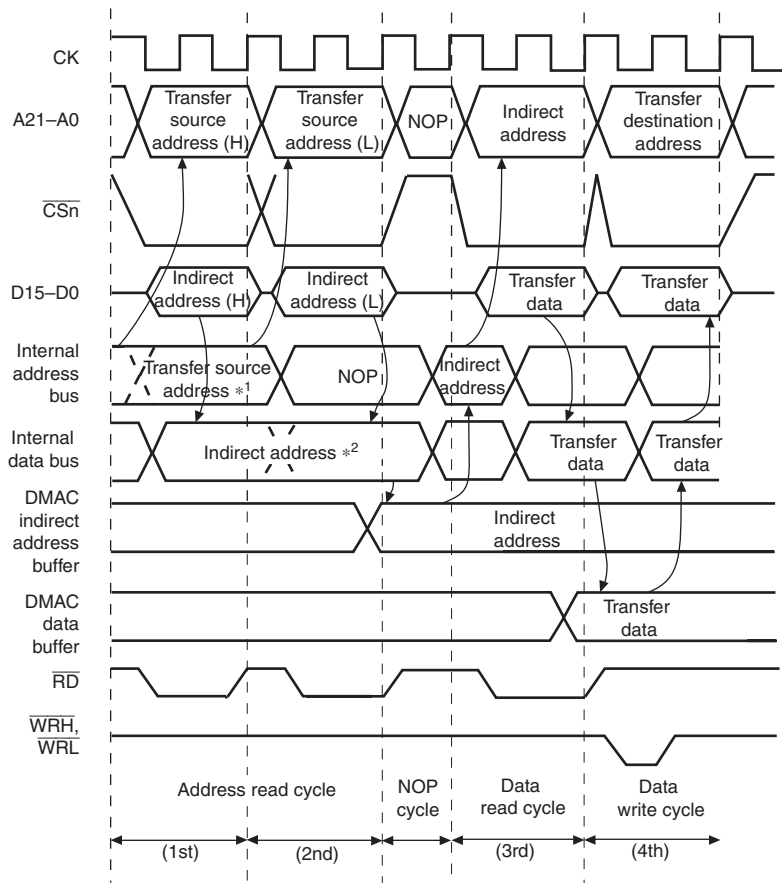 CK
A21–A0
Transfer source address (H)
Transfer source address (L)
NOP
Indirect address
Transfer destination address
CSn
D15–D0
Indirect address (H)
Indirect address (L)
Transfer data
Transfer data
Internal address bus
Transfer source address *1
NOP
Indirect address
Internal data bus
Indirect address *2
Transfer data
Transfer data
DMAC indirect address buffer
Indirect address
DMAC data buffer
Transfer data
RD
WRH,
WRL
Address read cycle
NOP cycle
Data read cycle
Data write cycle
(1st)
(2nd)
(3rd)
(4th)